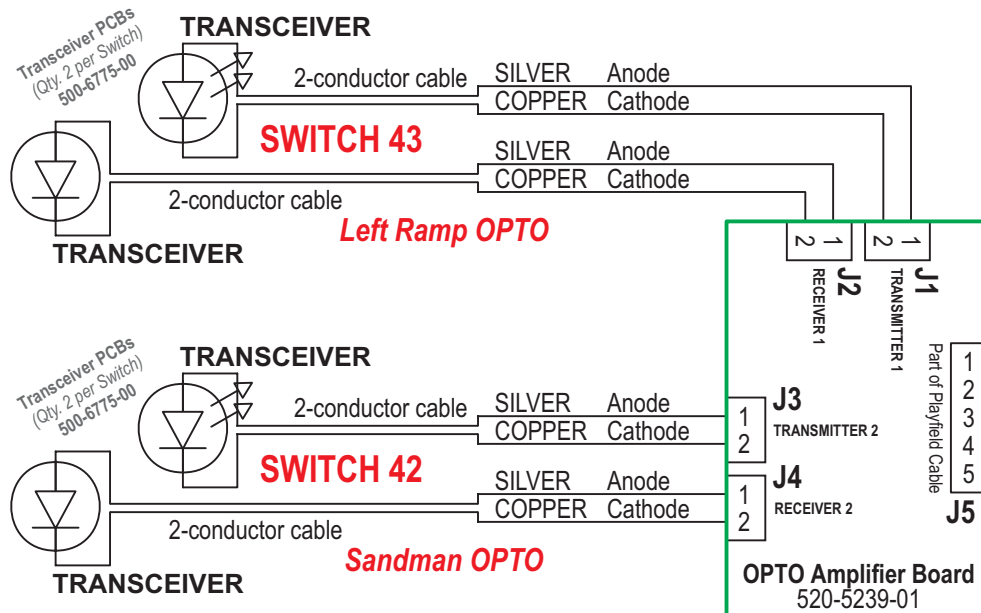 Transceiver PCBs
(Qty. 2 per Switch)
500-6775-00
TRANSCEIVER
2-conductor cable
SILVER Anode
COPPER Cathode
SWITCH 43
SILVER Anode
COPPER Cathode
2-conductor cable
Left Ramp OPTO
TRANSCEIVER
2 1
J2
RECEIVER 1
2 1
J1
TRANSMITTER 1
Transceiver PCBs
(Qty. 2 per Switch)
500-6775-00
TRANSCEIVER
2-conductor cable
SILVER Anode
COPPER Cathode
1
2
J3
TRANSMITTER 2
SWITCH 42
SILVER Anode
COPPER Cathode
1
2
J4
RECEIVER 2
2-conductor cable
Sandman OPTO
TRANSCEIVER
Part of Playfield Cable
1
2
3
4
5
J5
OPTO Amplifier Board
520-5239-01